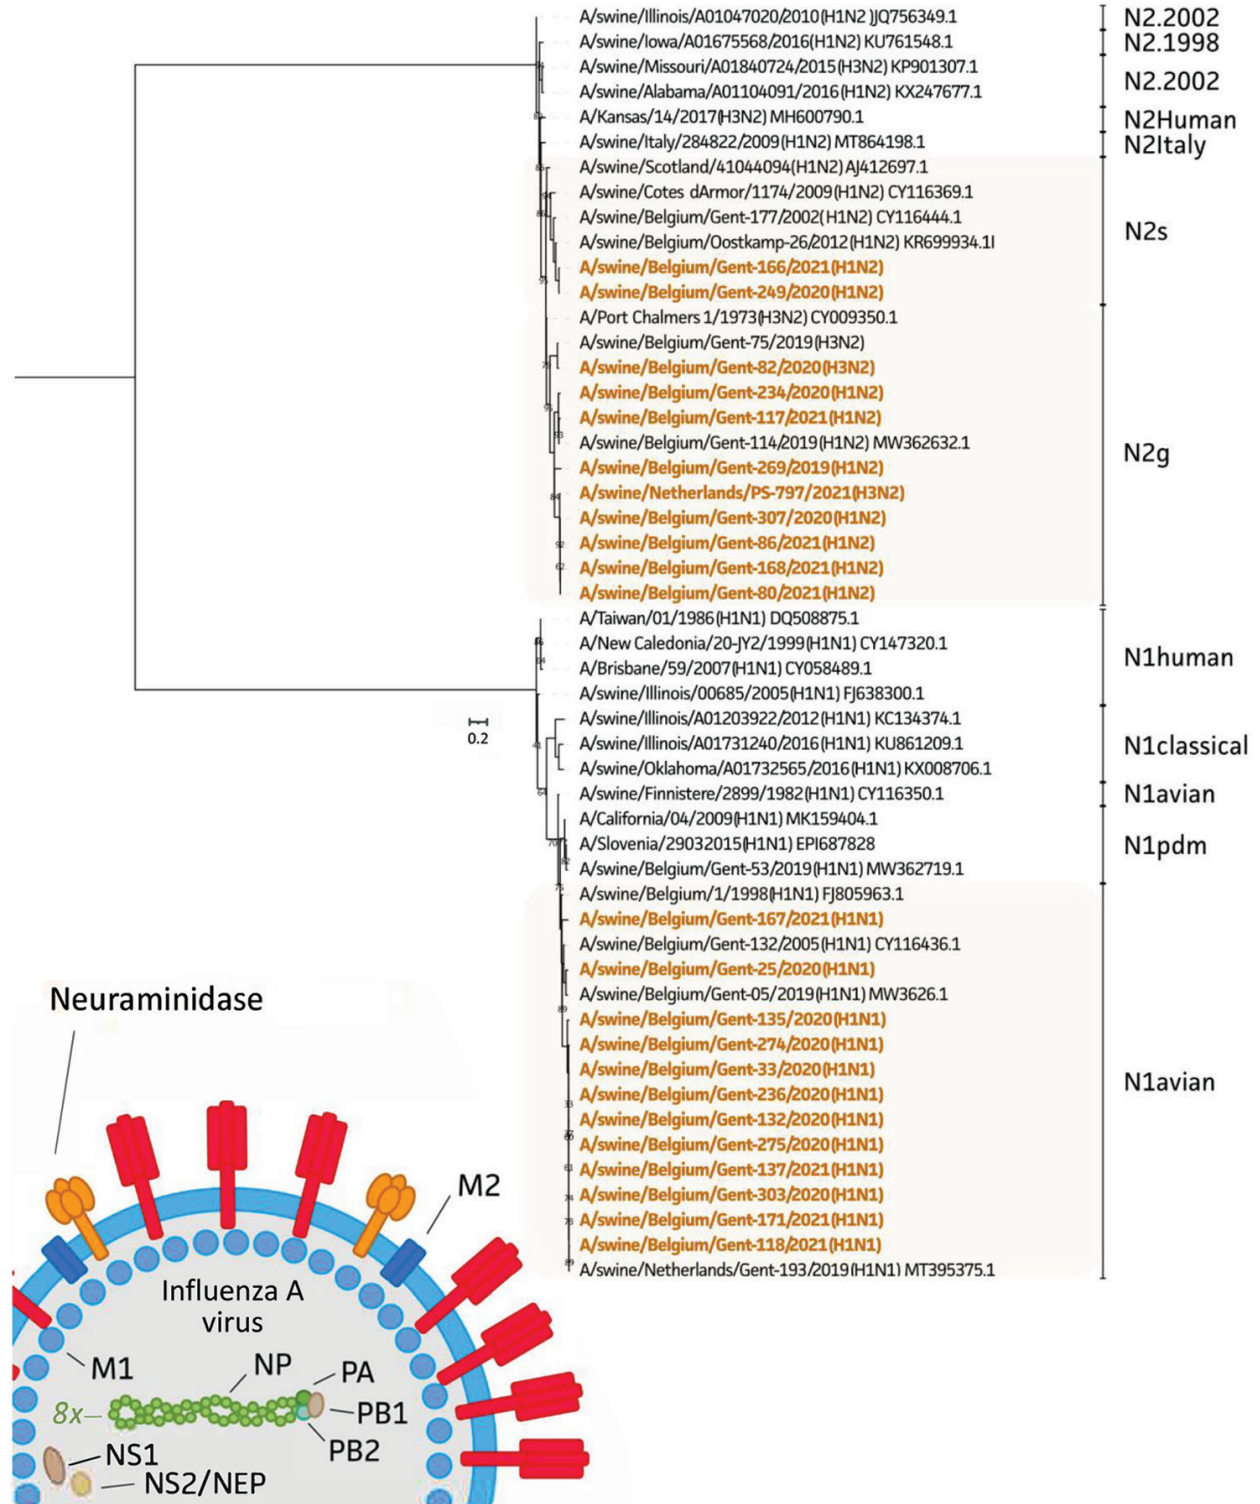 A/swine/Illinois/A01047020/2010(H1N2 )JQ756349.1
N2.2002
A/swine/Iowa/A01675568/2016(H1N2) KU761548.1
N2.1998
A/swine/Missouri/A01840724/2015(H3N2) KP901307.1
A/swine/Alabama/A01104091/2016(H1N2) KX247677.1
N2.2002
A/Kansas/14/2017(H3N2) MH600790.1
N2Human
A/swine/Italy/284822/2009(H1N2) MT864198.1
N2Italy
A/swine/Scotland/41044094(H1N2) AJ412697.1
A/swine/Cotes dArmor/1174/2009(H1N2) CY116369.1
A/swine/Belgium/Gent-177/2002(H1N2) CY116444.1
A/swine/Belgium/Oostkamp-26/2012(H1N2) KR699934.1I
A/swine/Belgium/Gent-166/2021(H1N2)
A/swine/Belgium/Gent-249/2020(H1N2)
N2s
A/Port Chalmers 1/1973(H3N2) CY009350.1
A/swine/Belgium/Gent-75/2019(H3N2)
A/swine/Belgium/Gent-82/2020(H3N2)
A/swine/Belgium/Gent-234/2020(H1N2)
A/swine/Belgium/Gent-117/2021(H1N2)
A/swine/Belgium/Gent-114/2019(H1N2) MW362632.1
A/swine/Belgium/Gent-269/2019(H1N2)
A/swine/Netherlands/PS-797/2021(H3N2)
A/swine/Belgium/Gent-307/2020(H1N2)
A/swine/Belgium/Gent-86/2021(H1N2)
A/swine/Belgium/Gent-168/2021(H1N2)
A/swine/Belgium/Gent-80/2021(H1N2)
N2g
A/Taiwan/01/1986(H1N1) DQ508875.1
A/New Caledonia/20-JY2/1999(H1N1) CY147320.1
A/Brisbane/59/2007(H1N1) CY058489.1
A/swine/Illinois/00685/2005(H1N1) FJ638300.1
N1human
0.2
A/swine/Illinois/A01203922/2012(H1N1) KC134374.1
A/swine/Illinois/A01731240/2016(H1N1) KU861209.1
A/swine/Oklahoma/A01732565/2016(H1N1) KX008706.1
N1classical
A/swine/Finnistere/2899/1982(H1N1) CY116350.1
N1avian
A/California/04/2009(H1N1) MK159404.1
A/Slovenia/29032015(H1N1) EPI687828
A/swine/Belgium/Gent-53/2019(H1N1) MW362719.1
N1pdm
A/swine/Belgium/1/1998(H1N1) FJ805963.1
A/swine/Belgium/Gent-167/2021(H1N1)
A/swine/Belgium/Gent-132/2005(H1N1) CY116436.1
A/swine/Belgium/Gent-25/2020(H1N1)
A/swine/Belgium/Gent-05/2019(H1N1) MW3626.1
A/swine/Belgium/Gent-135/2020(H1N1)
A/swine/Belgium/Gent-274/2020(H1N1)
A/swine/Belgium/Gent-33/2020(H1N1)
A/swine/Belgium/Gent-236/2020(H1N1)
A/swine/Belgium/Gent-132/2020(H1N1)
A/swine/Belgium/Gent-275/2020(H1N1)
A/swine/Belgium/Gent-137/2021(H1N1)
A/swine/Belgium/Gent-303/2020(H1N1)
A/swine/Belgium/Gent-171/2021(H1N1)
A/swine/Belgium/Gent-118/2021(H1N1)
A/swine/Netherlands/Gent-193/2019(H1N1) MT395375.1
N1avian
Neuraminidase
M2
Influenza A
virus
M1
NP
PA
8x
PB1
PB2
NS1
NS2/NEP